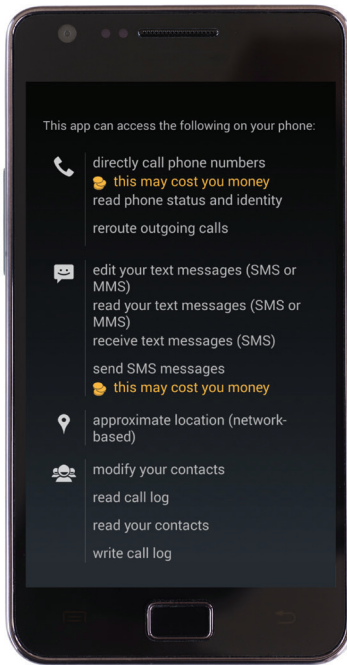 This app can access the following on your phone:
directly call phone numbers
this may cost you money
read phone status and identity
reroute outgoing calls
edit your text messages (SMS or
MMS)
read your text messages (SMS or
MMS)
receive text messages (SMS)
send SMS messages
this may cost you money
approximate location (network-
based)
modify your contacts
read call log
read your contacts
write call log